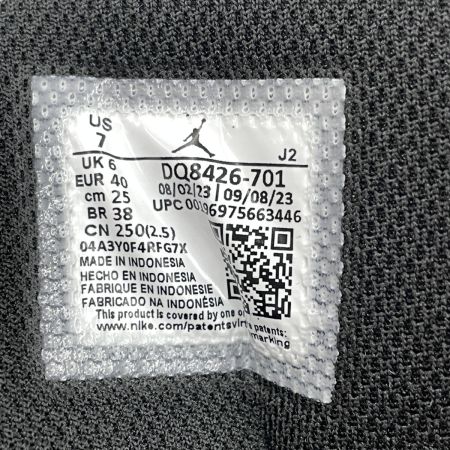 US
7
J2
UK 6
EUR 40
cm 25
BR 38
CN 250(2.5)
DQ8426-701
08/02/23 | 09/08/23
UPC 00196975663446
04A3Y0F4RFG7X
MADE IN INDONESIA
HECHO EN INDONESIA
FABRIQUE EN INDONÉSIE
FABRICADO NA INDONÉSIA
This product is covered by one o
www.nike.com/patents
patents:
marking